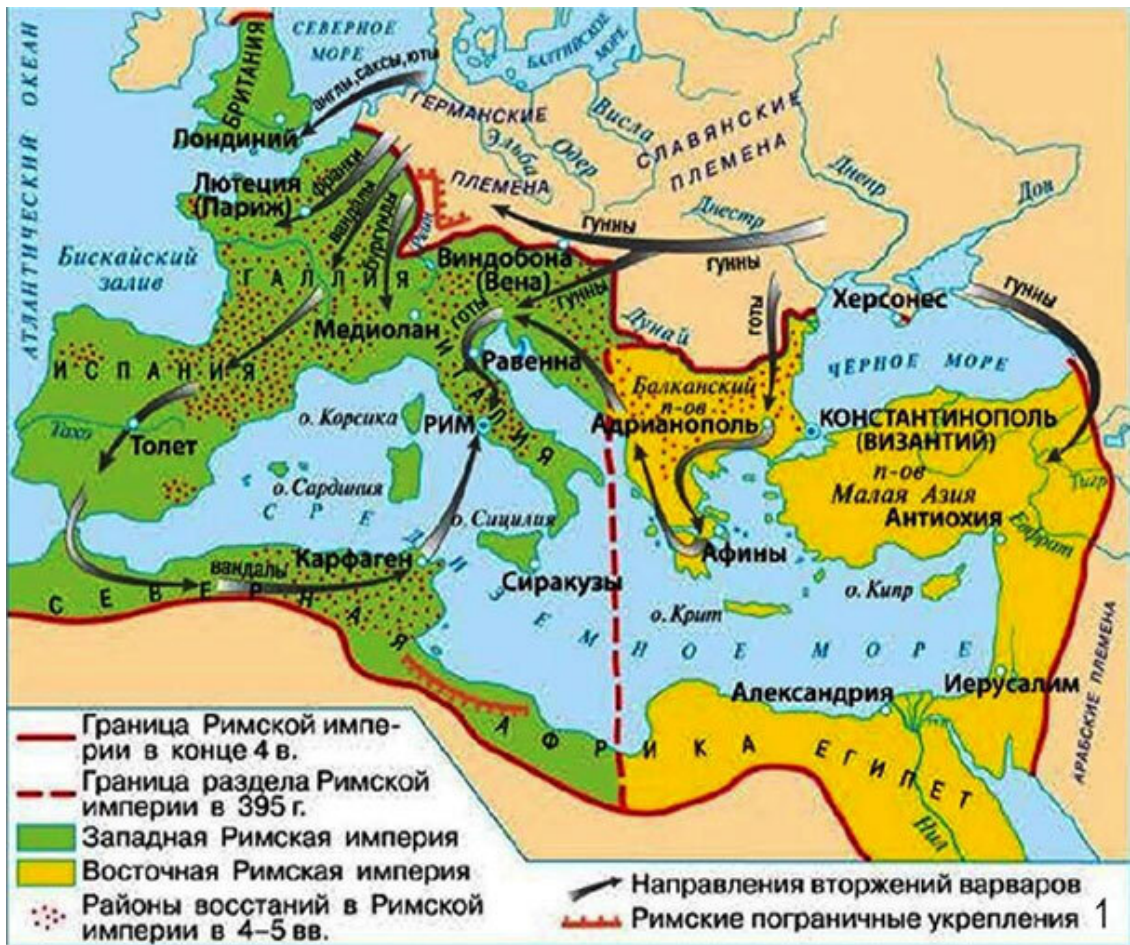 АТЛАНТИЧЕСКИЙ ОКЕАН
СЕВЕРНОЕ
МОРЕ
БАЛТИЙСКОЕ
МОРЕ
БРИТАНИЯ
англы, саксы, юты
Лондиний
ГЕРМАНСКИЕ
ПЛЕМЕНА
Эльба
Одер
Висла
СЛАВЯНСКИЕ
ПЛЕМЕНА
Днепр
Дон
Днестр
Лютеция
(Париж)
франки
вандалы
бургунды
Рейн
гунны
гунны
гунны
гунны
Бискайский
залив
ГАЛЛИЯ
Виндобона
(Вена)
готы
готы
Медиолан
Дунай
Херсонес
Равенна
ИТАЛИЯ
ИСПАНИЯ
ЧЁРНОЕ МОРЕ
Балканский
п-ов
о. Корсика
РИМ
Адрианополь
КОНСТАНТИНОПОЛЬ
(ВИЗАНТИЙ)
Тахо
Толет
п-ов
Малая Азия
Тигр
о. Сардиния
Антиохия
Евфрат
о. Сицилия
Карфаген
Афины
вандалы
Сиракузы
о. Кипр
о. Крит
СРЕДИЗЕМНОЕ МОРЕ
СЕВЕРНАЯ АФРИКА
Александрия
Иерусалим
ЕГИПЕТ
Нил
АРАБСКИЕ ПЛЕМЕНА
Граница Римской импе-
рии в конце 4 в.
Граница раздела Римской
империи в 395 г.
Западная Римская империя
Восточная Римская империя
Районы восстаний в Римской
империи в 4–5 вв.
Направления вторжений варваров
Римские пограничные укрепления 1